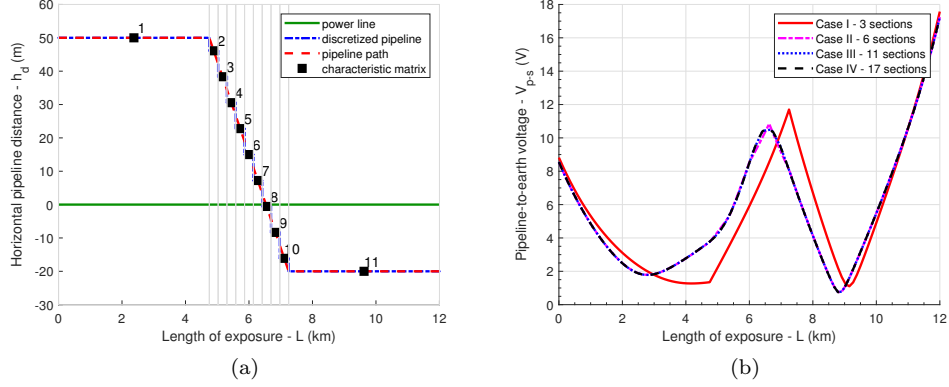 60
50
40
30
20
10
0
-10
-20
-30
Horizontal pipeline distance - h_d (m)
power line
discretized pipeline
pipeline path
characteristic matrix
1
2
3
4
5
6
7
8
9
10
11
0 2 4 6 8 10 12
Length of exposure - L (km)
(a)
18
16
14
12
10
8
6
4
2
0
Pipeline-to-earth voltage - V_p-s (V)
Case I - 3 sections
Case II - 6 sections
Case III - 11 sections
Case IV - 17 sections
0 2 4 6 8 10 12
Length of exposure - L (km)
(b)